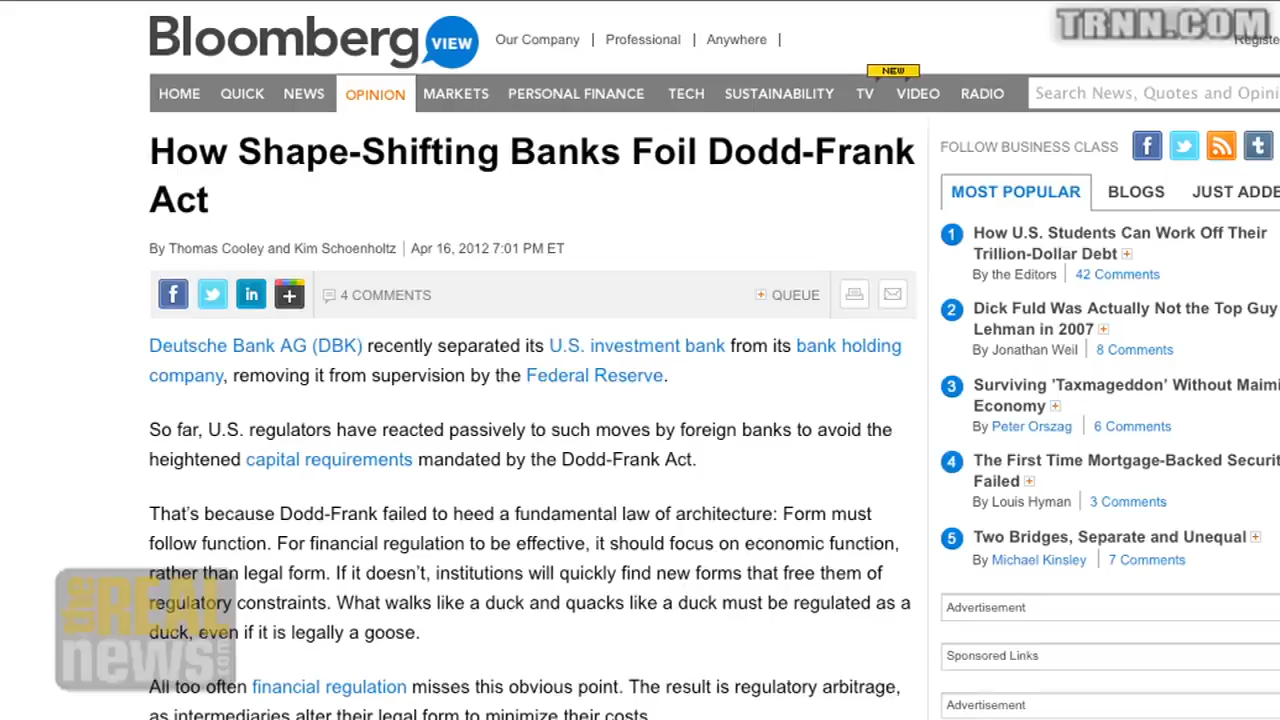 TRNN.COM
Bloomberg VIEW Our Company | Professional | Anywhere |
NEW
HOME QUICK NEWS OPINION MARKETS PERSONAL FINANCE TECH SUSTAINABILITY TV VIDEO RADIO Search News, Quotes and Opini
How Shape-Shifting Banks Foil Dodd-Frank
Act
By Thomas Cooley and Kim Schoenholtz | Apr 16, 2012 7:01 PM ET
4 COMMENTS QUEUE
Deutsche Bank AG (DBK) recently separated its U.S. investment bank from its bank holding
company, removing it from supervision by the Federal Reserve.
So far, U.S. regulators have reacted passively to such moves by foreign banks to avoid the
heightened capital requirements mandated by the Dodd-Frank Act.
That's because Dodd-Frank failed to heed a fundamental law of architecture: Form must
follow function. For financial regulation to be effective, it should focus on economic function,
rather than legal form. If it doesn't, institutions will quickly find new forms that free them of
regulatory constraints. What walks like a duck and quacks like a duck must be regulated as a
duck, even if it is legally a goose.
All too often financial regulation misses this obvious point. The result is regulatory arbitrage,
as intermediaries alter their legal form to minimize their costs.
FOLLOW BUSINESS CLASS
MOST POPULAR BLOGS JUST ADDE
1 How U.S. Students Can Work Off Their
Trillion-Dollar Debt
By the Editors | 42 Comments
2 Dick Fuld Was Actually Not the Top Guy
Lehman in 2007
By Jonathan Weil | 8 Comments
3 Surviving 'Taxmageddon' Without Maimi
Economy
By Peter Orszag | 6 Comments
4 The First Time Mortgage-Backed Securit
Failed
By Louis Hyman | 3 Comments
5 Two Bridges, Separate and Unequal
By Michael Kinsley | 7 Comments
Advertisement
Sponsored Links
Advertisement
the REAL
news.com